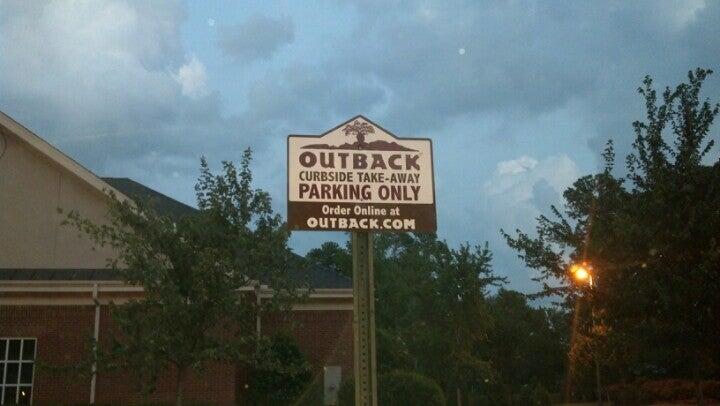 OUTBACK
CURBSIDE TAKE-AWAY
PARKING ONLY
Order Online at
OUTBACK.COM